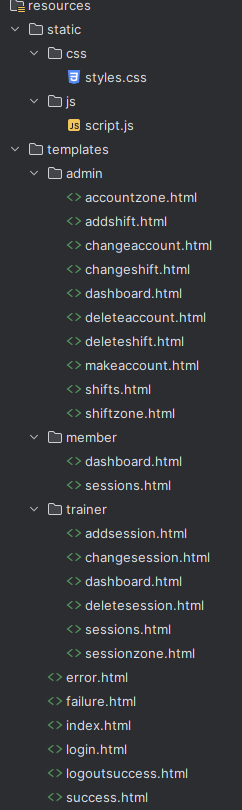 resources
static
css
styles.css
js
JS script.js
templates
admin
<> accountzone.html
<> addshift.html
<> changeaccount.html
<> changeshift.html
<> dashboard.html
<> deleteaccount.html
<> deleteshift.html
<> makeaccount.html
<> shifts.html
<> shiftzone.html
member
<> dashboard.html
<> sessions.html
trainer
<> addsession.html
<> changesession.html
<> dashboard.html
<> deletesession.html
<> sessions.html
<> sessionzone.html
<> error.html
<> failure.html
<> index.html
<> login.html
<> logoutsuccess.html
<> success.html